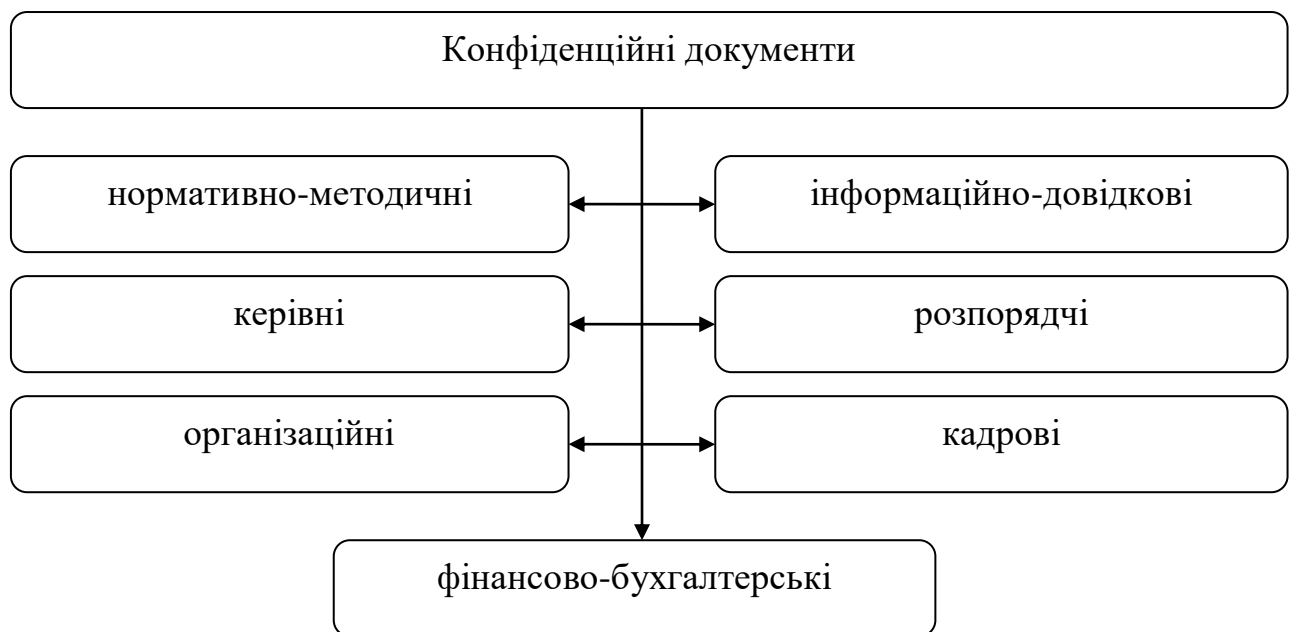 Конфіденційні документи
нормативно-методичні
інформаційно-довідкові
керівні
розпорядчі
організаційні
кадрові
фінансово-бухгалтерські